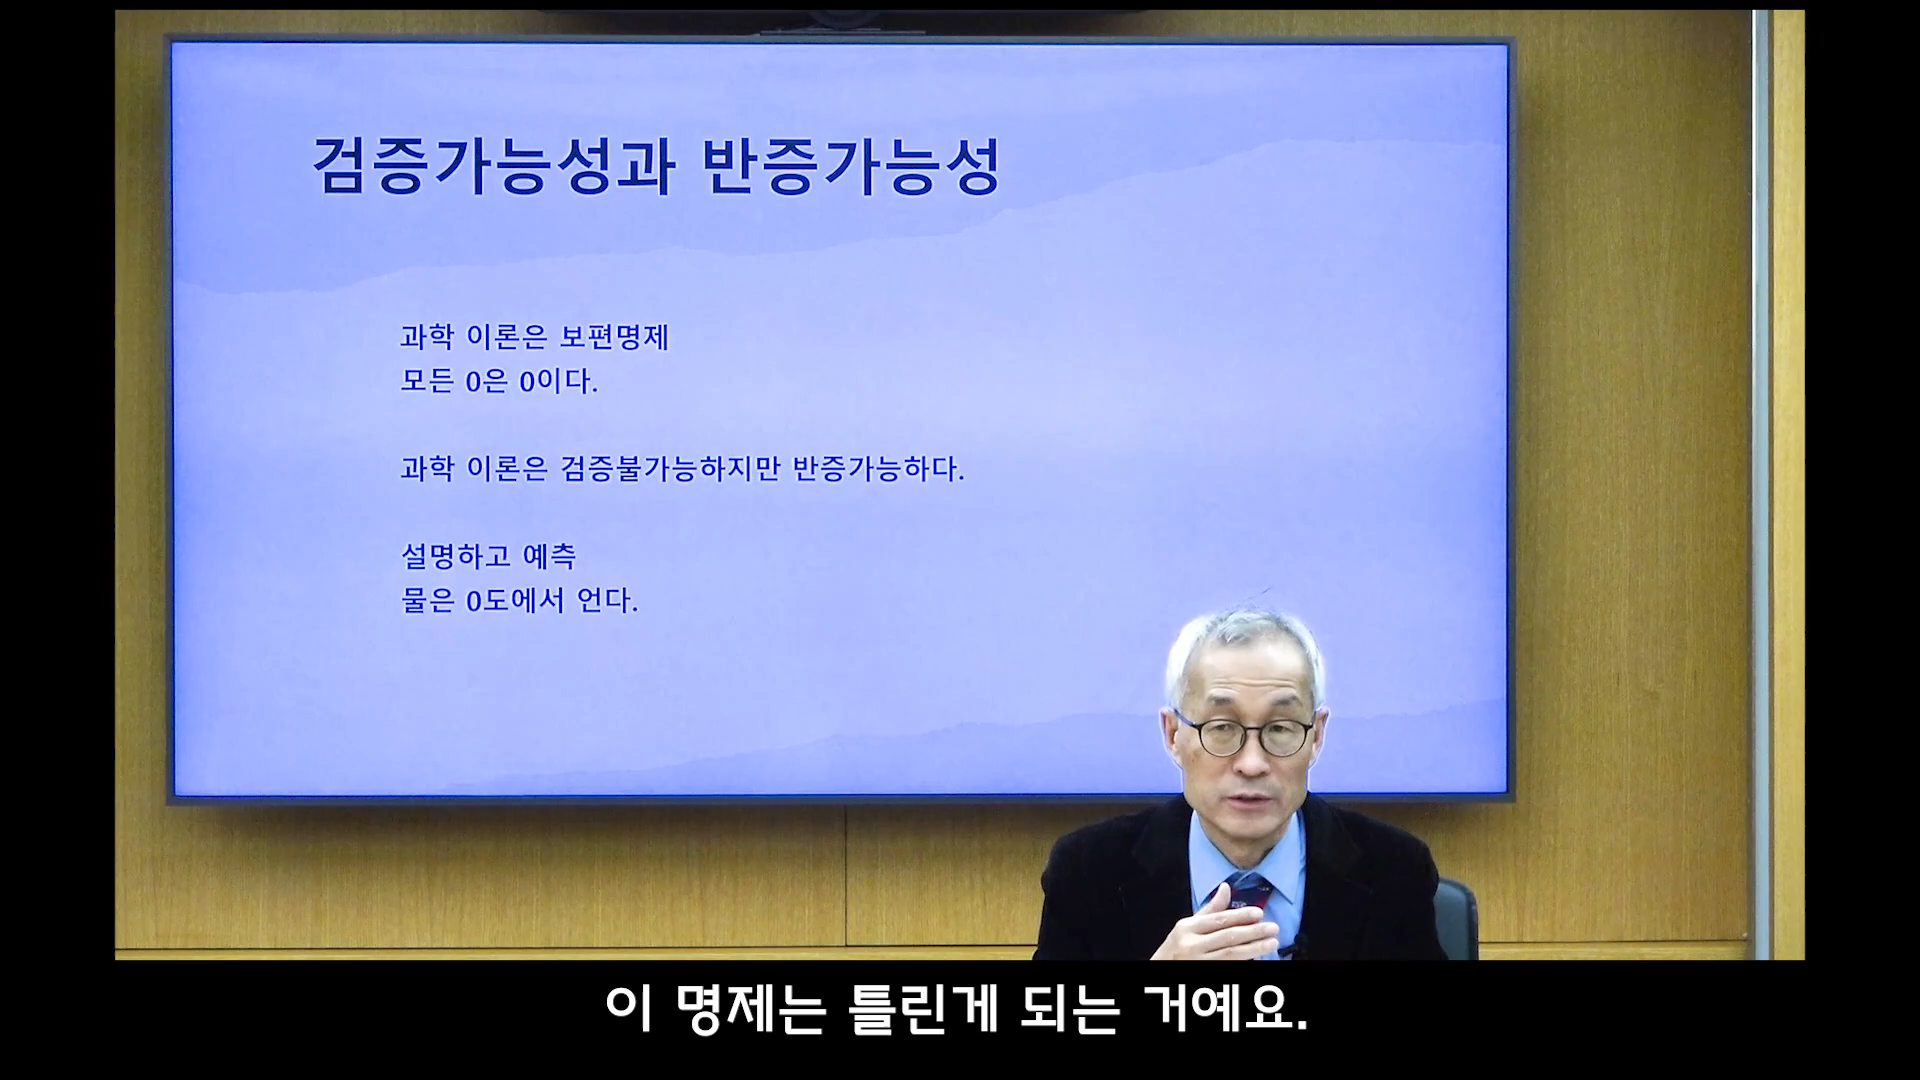 검증가능성과 반증가능성
과학 이론은 보편명제
모든 0은 0이다.
과학 이론은 검증불가능하지만 반증가능하다.
설명하고 예측
물은 0도에서 언다.
이 명제는 틀린게 되는 거예요.